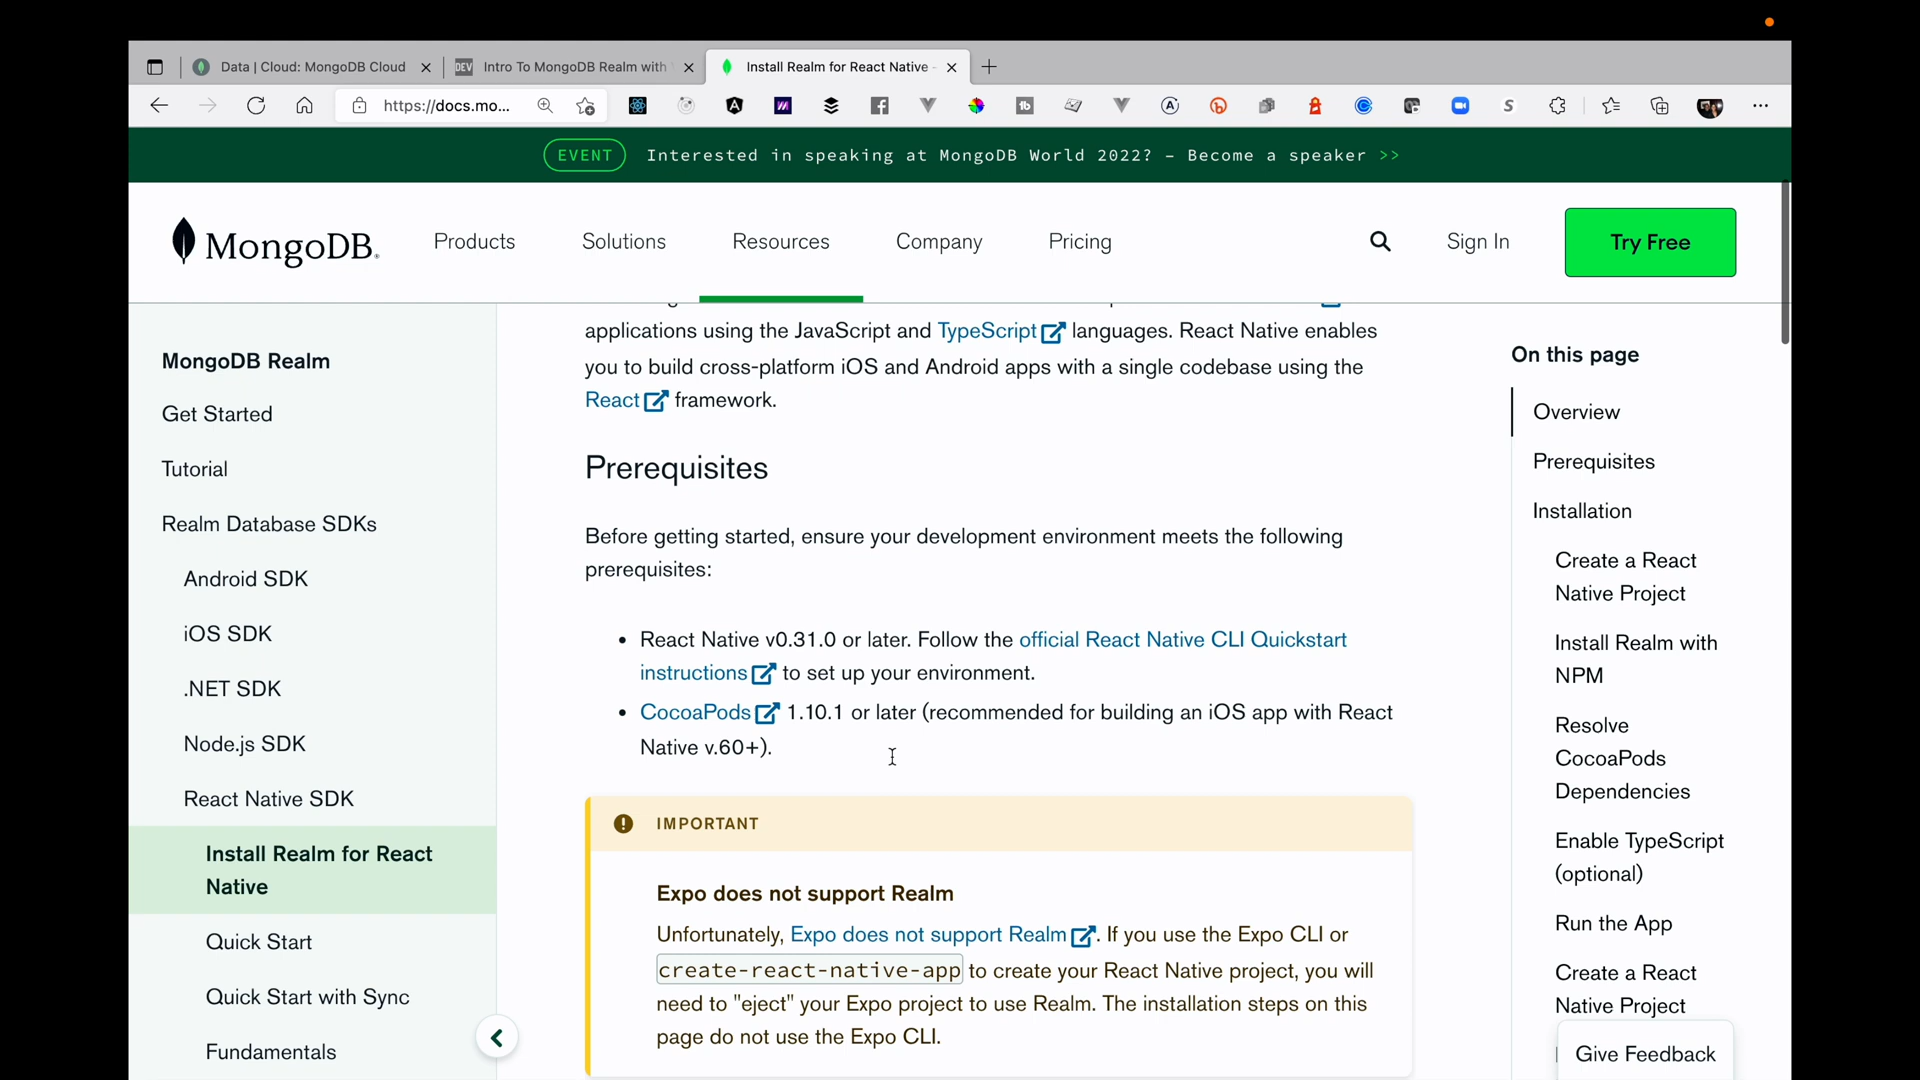 Data | Cloud: MongoDB Cloud
DEV
Intro To MongoDB Realm with
Install Realm for React Native -
https://docs.mo...
EVENT
Interested in speaking at MongoDB World 2022? – Become a speaker >>
MongoDB®
Products
Solutions
Resources
Company
Pricing
Sign In
Try Free
MongoDB Realm
Get Started
Tutorial
Realm Database SDKs
Android SDK
iOS SDK
.NET SDK
Node.js SDK
React Native SDK
Install Realm for React
Native
Quick Start
Quick Start with Sync
Fundamentals
applications using the JavaScript and TypeScript languages. React Native enables
you to build cross-platform iOS and Android apps with a single codebase using the
React framework.
Prerequisites
Before getting started, ensure your development environment meets the following
prerequisites:
• React Native v0.31.0 or later. Follow the official React Native CLI Quickstart
instructions to set up your environment.
• CocoaPods 1.10.1 or later (recommended for building an iOS app with React
Native v.60+).
IMPORTANT
Expo does not support Realm
Unfortunately, Expo does not support Realm. If you use the Expo CLI or
create-react-native-app to create your React Native project, you will
need to "eject" your Expo project to use Realm. The installation steps on this
page do not use the Expo CLI.
On this page
Overview
Prerequisites
Installation
Create a React
Native Project
Install Realm with
NPM
Resolve
CocoaPods
Dependencies
Enable TypeScript
(optional)
Run the App
Create a React
Native Project
Give Feedback